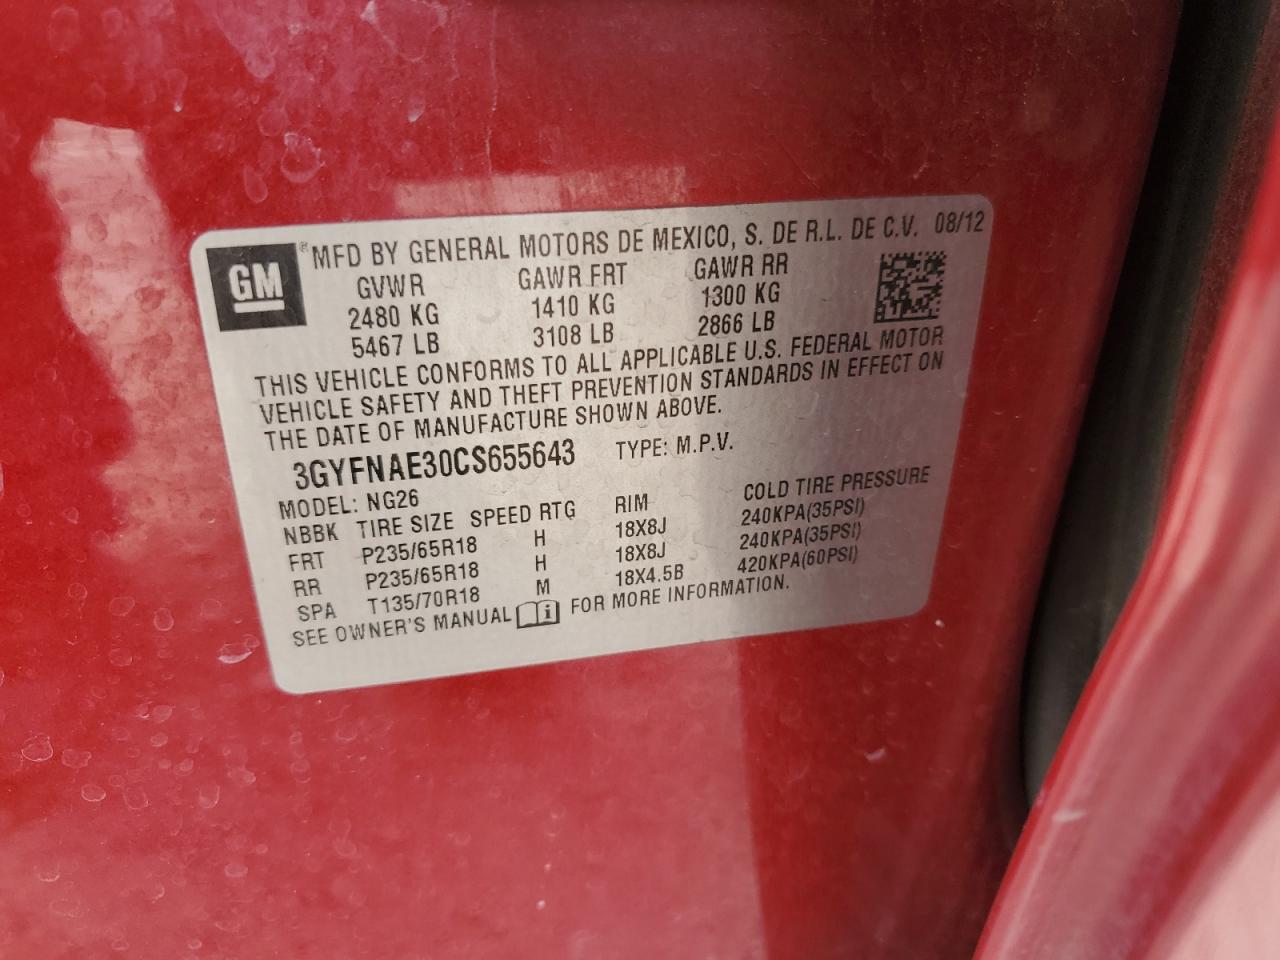 GM ® MFD BY GENERAL MOTORS DE MEXICO, S. DE R.L. DE C.V. 08/12
GVWR GAWR FRT GAWR RR
2480 KG 1410 KG 1300 KG
5467 LB 3108 LB 2866 LB
THIS VEHICLE CONFORMS TO ALL APPLICABLE U.S. FEDERAL MOTOR
VEHICLE SAFETY AND THEFT PREVENTION STANDARDS IN EFFECT ON
THE DATE OF MANUFACTURE SHOWN ABOVE.
3GYFNAE30CS655643 TYPE: M.P.V.
MODEL: NG26
NBBK TIRE SIZE SPEED RTG RIM COLD TIRE PRESSURE
FRT P235/65R18 H 18X8J 240KPA(35PSI)
RR P235/65R18 H 18X8J 240KPA(35PSI)
SPA T135/70R18 M 18X4.5B 420KPA(60PSI)
SEE OWNER'S MANUAL i FOR MORE INFORMATION.